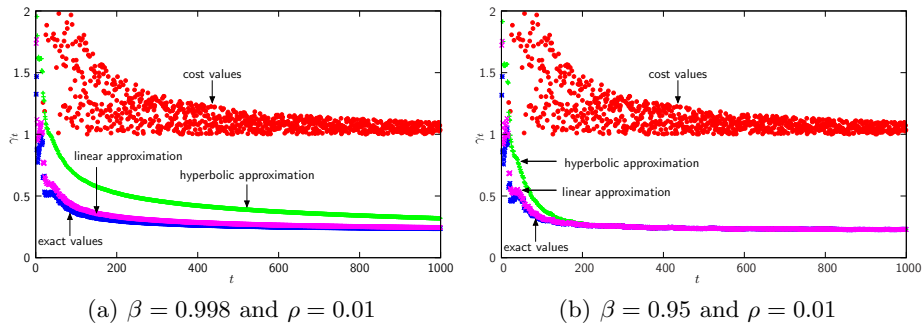 2
1.5
1
0.5
0
γt
cost values
linear approximation
hyperbolic approximation
exact values
0 200 400 600 800 1000
t
(a) β = 0.998 and ρ = 0.01
2
1.5
1
0.5
0
γt
cost values
hyperbolic approximation
linear approximation
exact values
0 200 400 600 800 1000
t
(b) β = 0.95 and ρ = 0.01